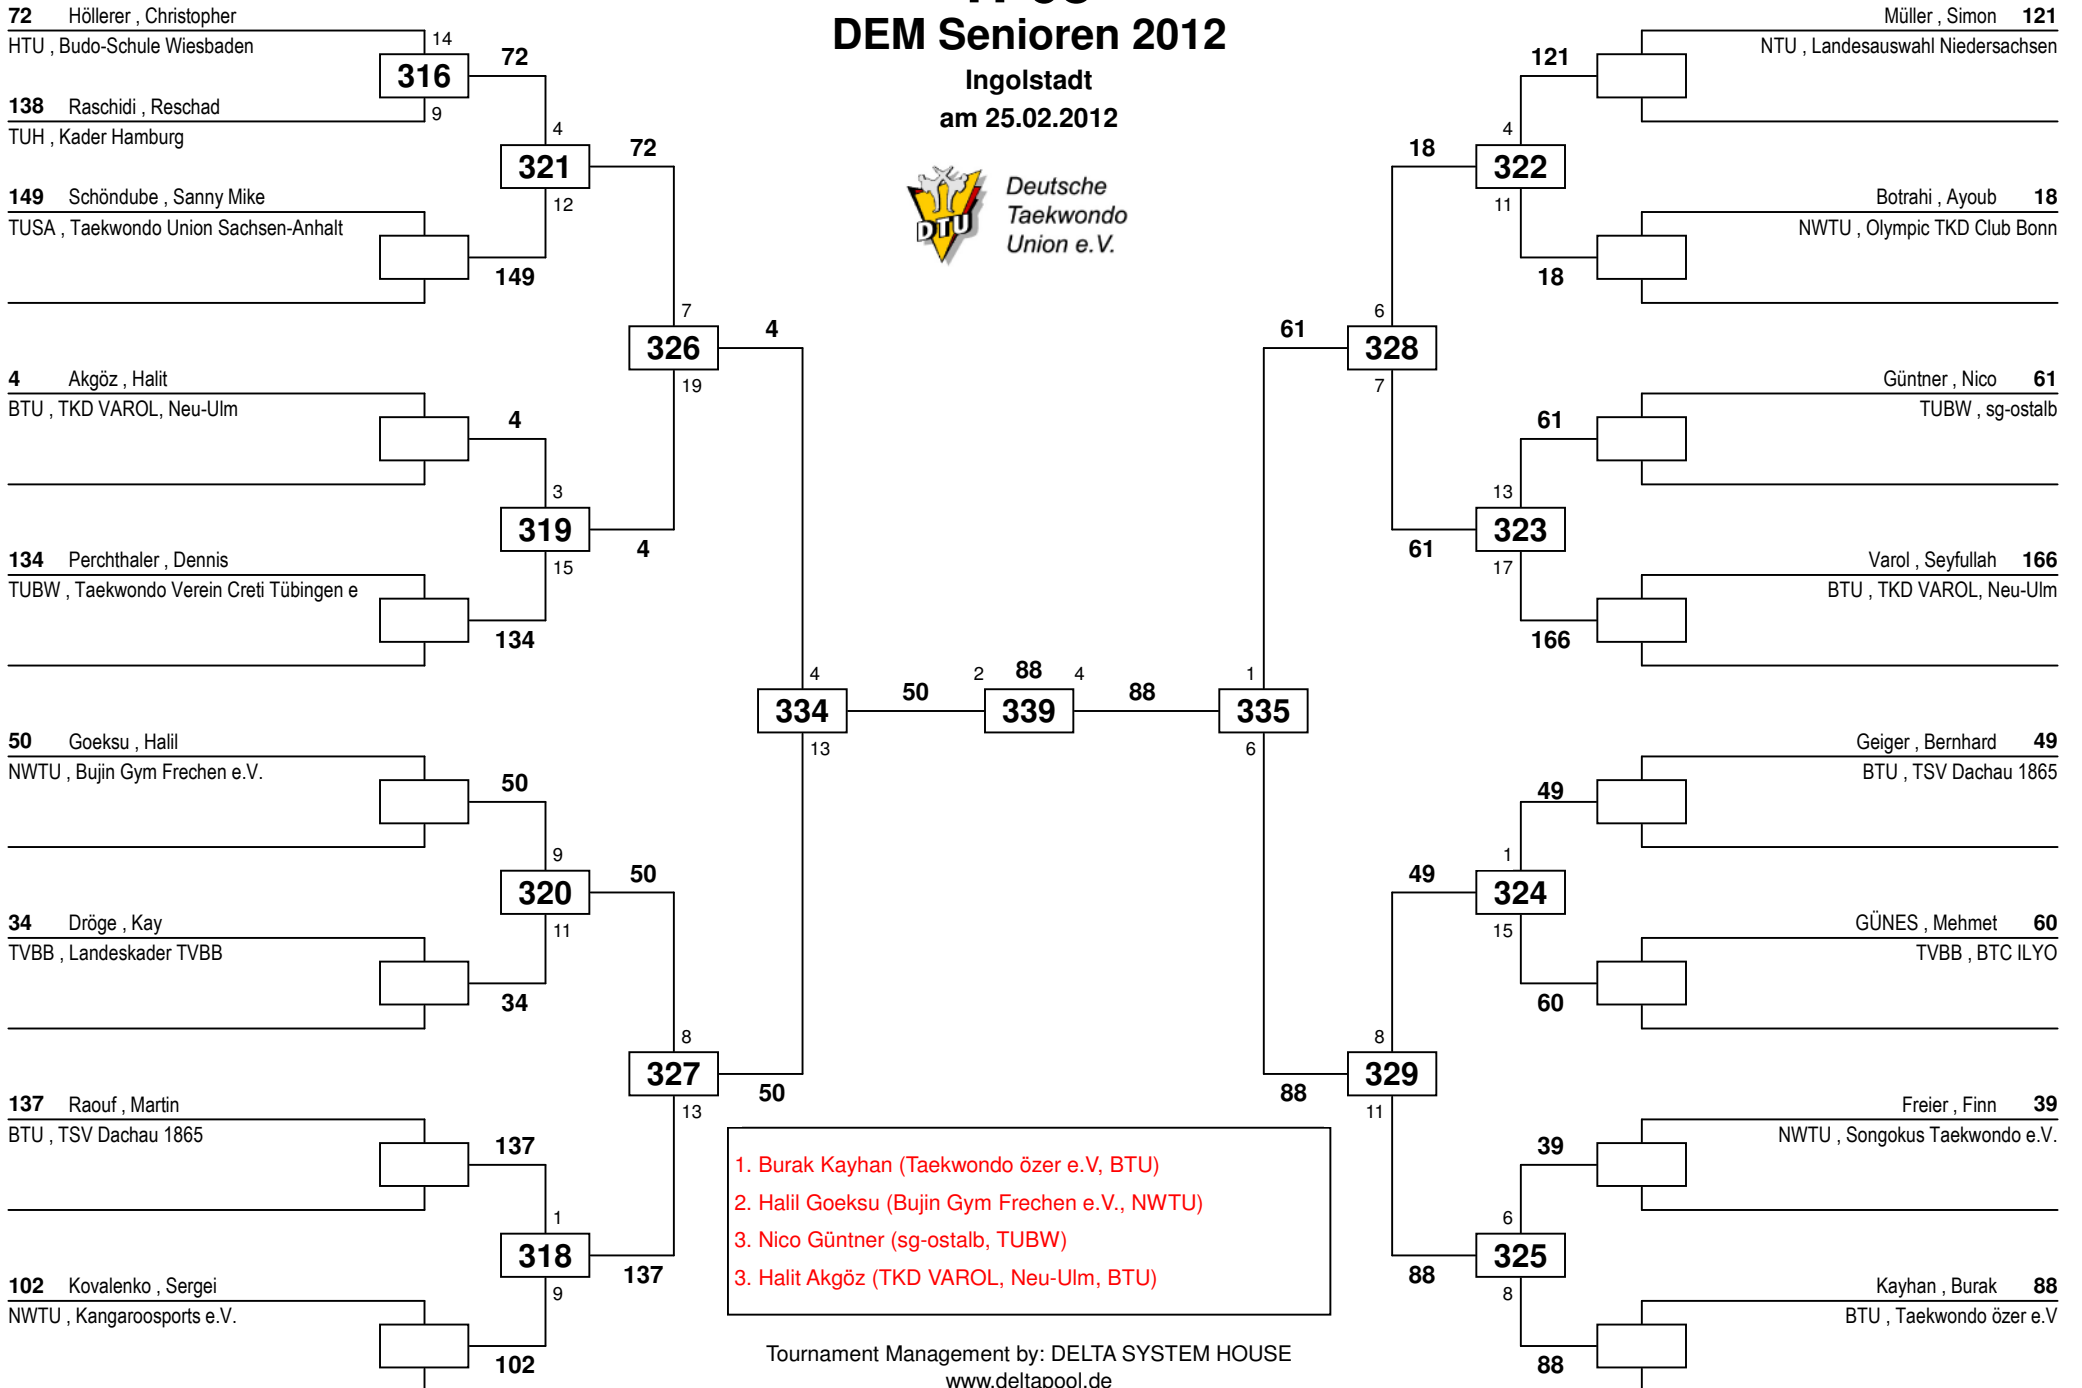 DEM Senioren 2012
Ingolstadt
am 25.02.2012
DTU
Deutsche
Taekwondo
Union e.V.
72 Höllerer , Christopher
HTU , Budo-Schule Wiesbaden
14
316
72
138 Raschidi , Reschad
9
TUH , Kader Hamburg
4
321
72
12
149 Schöndube , Sanny Mike
TUSA , Taekwondo Union Sachsen-Anhalt
149
7
326
4
19
4 Akgöz , Halit
BTU , TKD VAROL, Neu-Ulm
4
3
319
4
15
134 Perchthaler , Dennis
TUBW , Taekwondo Verein Creti Tübingen e
134
4
334
50
13
50 Goeksu , Halil
NWTU , Bujin Gym Frechen e.V.
50
9
320
50
11
34 Dröge , Kay
TVBB , Landeskader TVBB
34
8
327
50
13
137 Raouf , Martin
BTU , TSV Dachau 1865
137
1
318
137
9
102 Kovalenko , Sergei
NWTU , Kangaroosports e.V.
102
2 88 4
339
Müller , Simon 121
NTU , Landesauswahl Niedersachsen
121
4
18 322
11
Botrahi , Ayoub 18
NWTU , Olympic TKD Club Bonn
18
6
61 328
7
Güntner , Nico 61
TUBW , sg-ostalb
61
13
323
61
17
Varol , Seyfullah 166
BTU , TKD VAROL, Neu-Ulm
166
1
88 335
6
Geiger , Bernhard 49
BTU , TSV Dachau 1865
49
1
49 324
15
GÜNES , Mehmet 60
TVBB , BTC ILYO
60
8
329
88
11
Freier , Finn 39
NWTU , Songokus Taekwondo e.V.
39
6
325
88
8
Kayhan , Burak 88
BTU , Taekwondo özer e.V
88
1. Burak Kayhan (Taekwondo özer e.V, BTU)
2. Halil Goeksu (Bujin Gym Frechen e.V., NWTU)
3. Nico Güntner (sg-ostalb, TUBW)
3. Halit Akgöz (TKD VAROL, Neu-Ulm, BTU)
Tournament Management by: DELTA SYSTEM HOUSE
www.deltapool.de